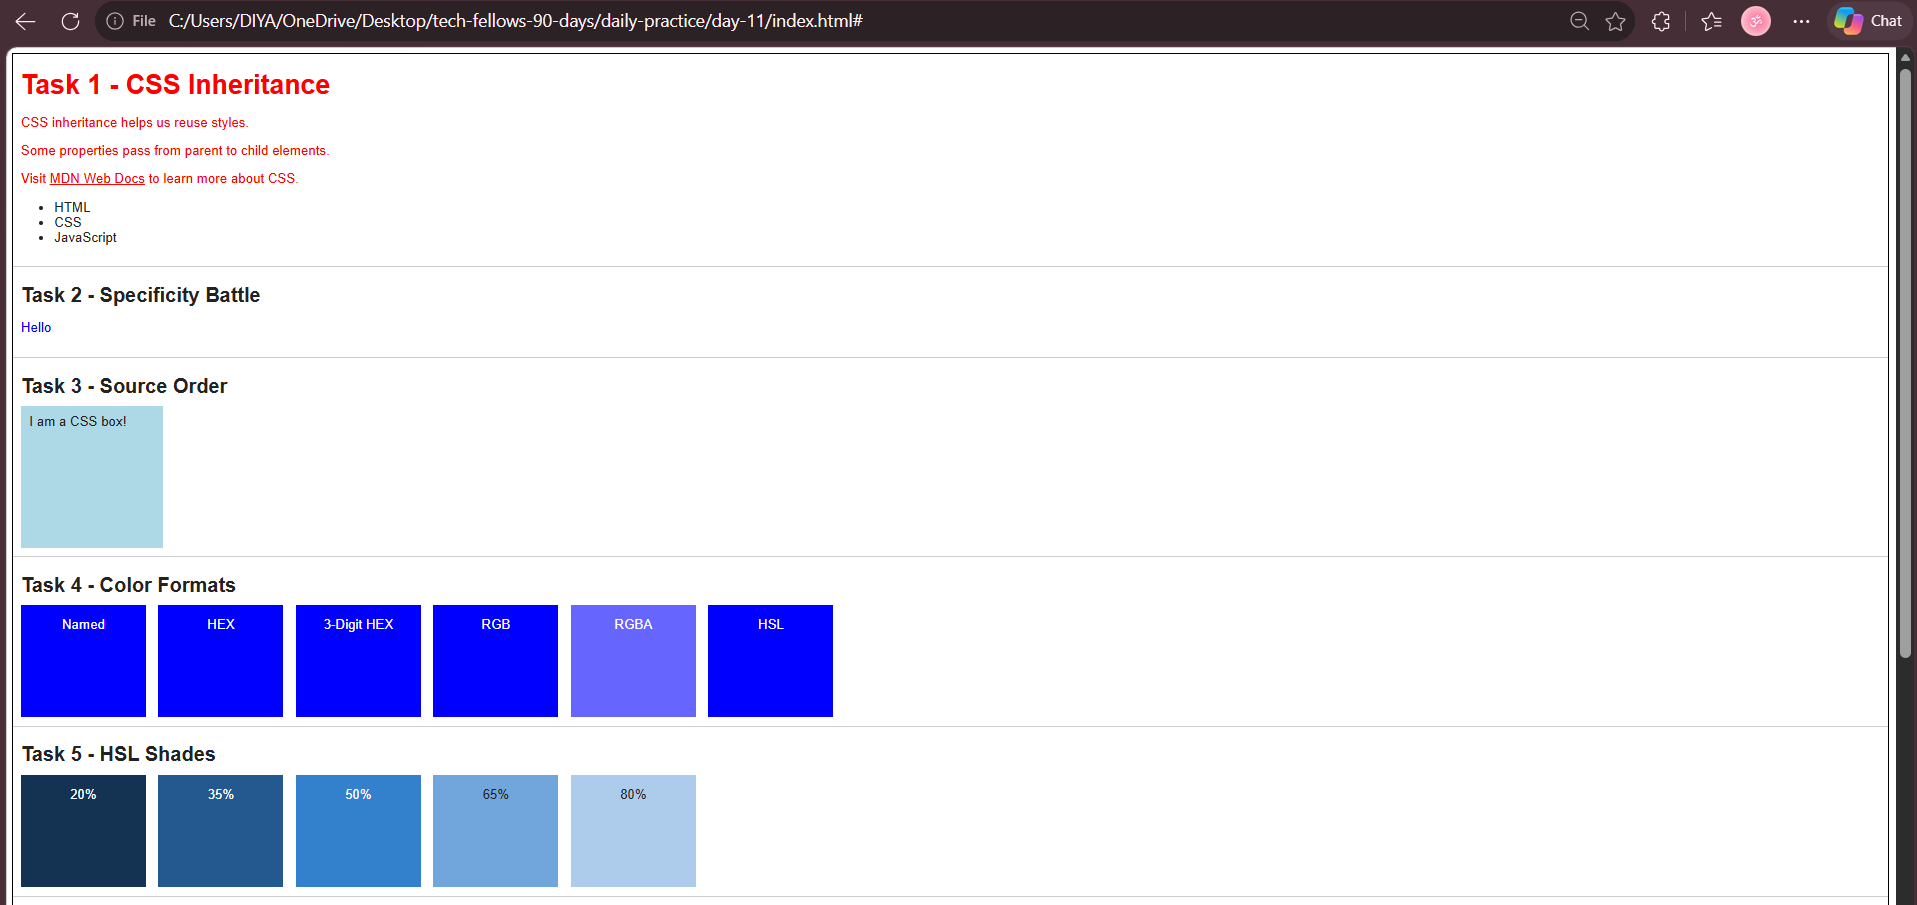 File C:/Users/DIYA/OneDrive/Desktop/tech-fellows-90-days/daily-practice/day-11/index.html# ॐ Chat
Task 1 - CSS Inheritance
CSS inheritance helps us reuse styles.
Some properties pass from parent to child elements.
Visit MDN Web Docs to learn more about CSS.
HTML
CSS
JavaScript
Task 2 - Specificity Battle
Hello
Task 3 - Source Order
I am a CSS box!
Task 4 - Color Formats
Named HEX 3-Digit HEX RGB RGBA HSL
Task 5 - HSL Shades
20% 35% 50% 65% 80%